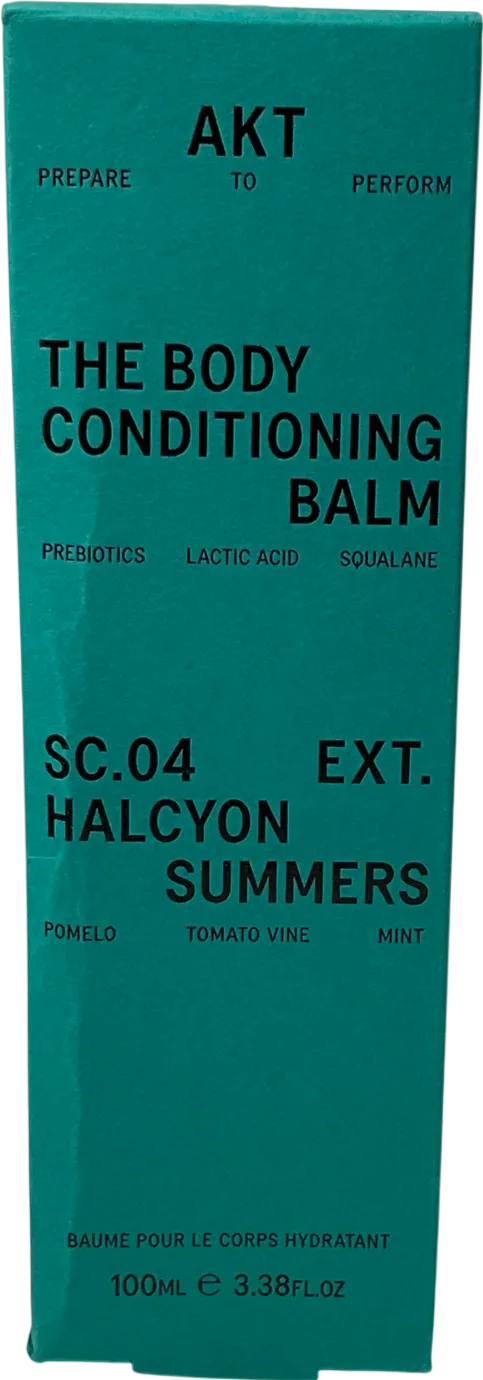 AKT
PREPARE TO PERFORM
THE BODY
CONDITIONING
BALM
PREBIOTICS LACTIC ACID SQUALANE
SC.04 EXT.
HALCYON
SUMMERS
POMELO TOMATO VINE MINT
BAUME POUR LE CORPS HYDRATANT
100ML ℮ 3.38FL.OZ